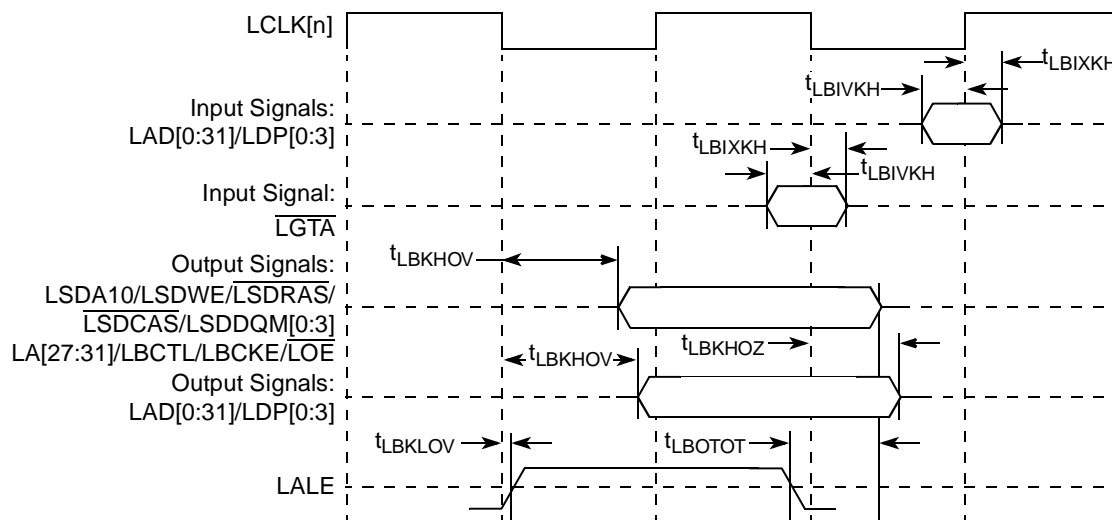 LCLK[n]
tLBIXKH
tLBIVKH
Input Signals:
LAD[0:31]/LDP[0:3]
tLBIXKH
tLBIVKH
Input Signal:
LGTA
tLBKHOV
Output Signals:
LSDA10/LSDWE/LSDRAS/
LSDCAS/LSDDQM[0:3]
LA[27:31]/LBCTL/LBCKE/LOE
tLBKHOV
tLBKHOZ
Output Signals:
LAD[0:31]/LDP[0:3]
tLBKLOV
tLBOTOT
LALE